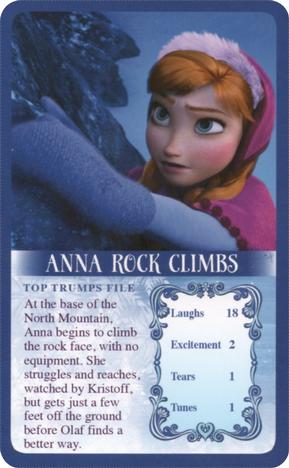 ANNA ROCK CLIMBS
TOP TRUMPS FILE
At the base of the
North Mountain,
Anna begins to climb
the rock face, with no
equipment. She
struggles and reaches,
watched by Kristoff,
but gets just a few
feet off the ground
before Olaf finds a
better way.
Laughs 18
Excitement 2
Tears 1
Tunes 1